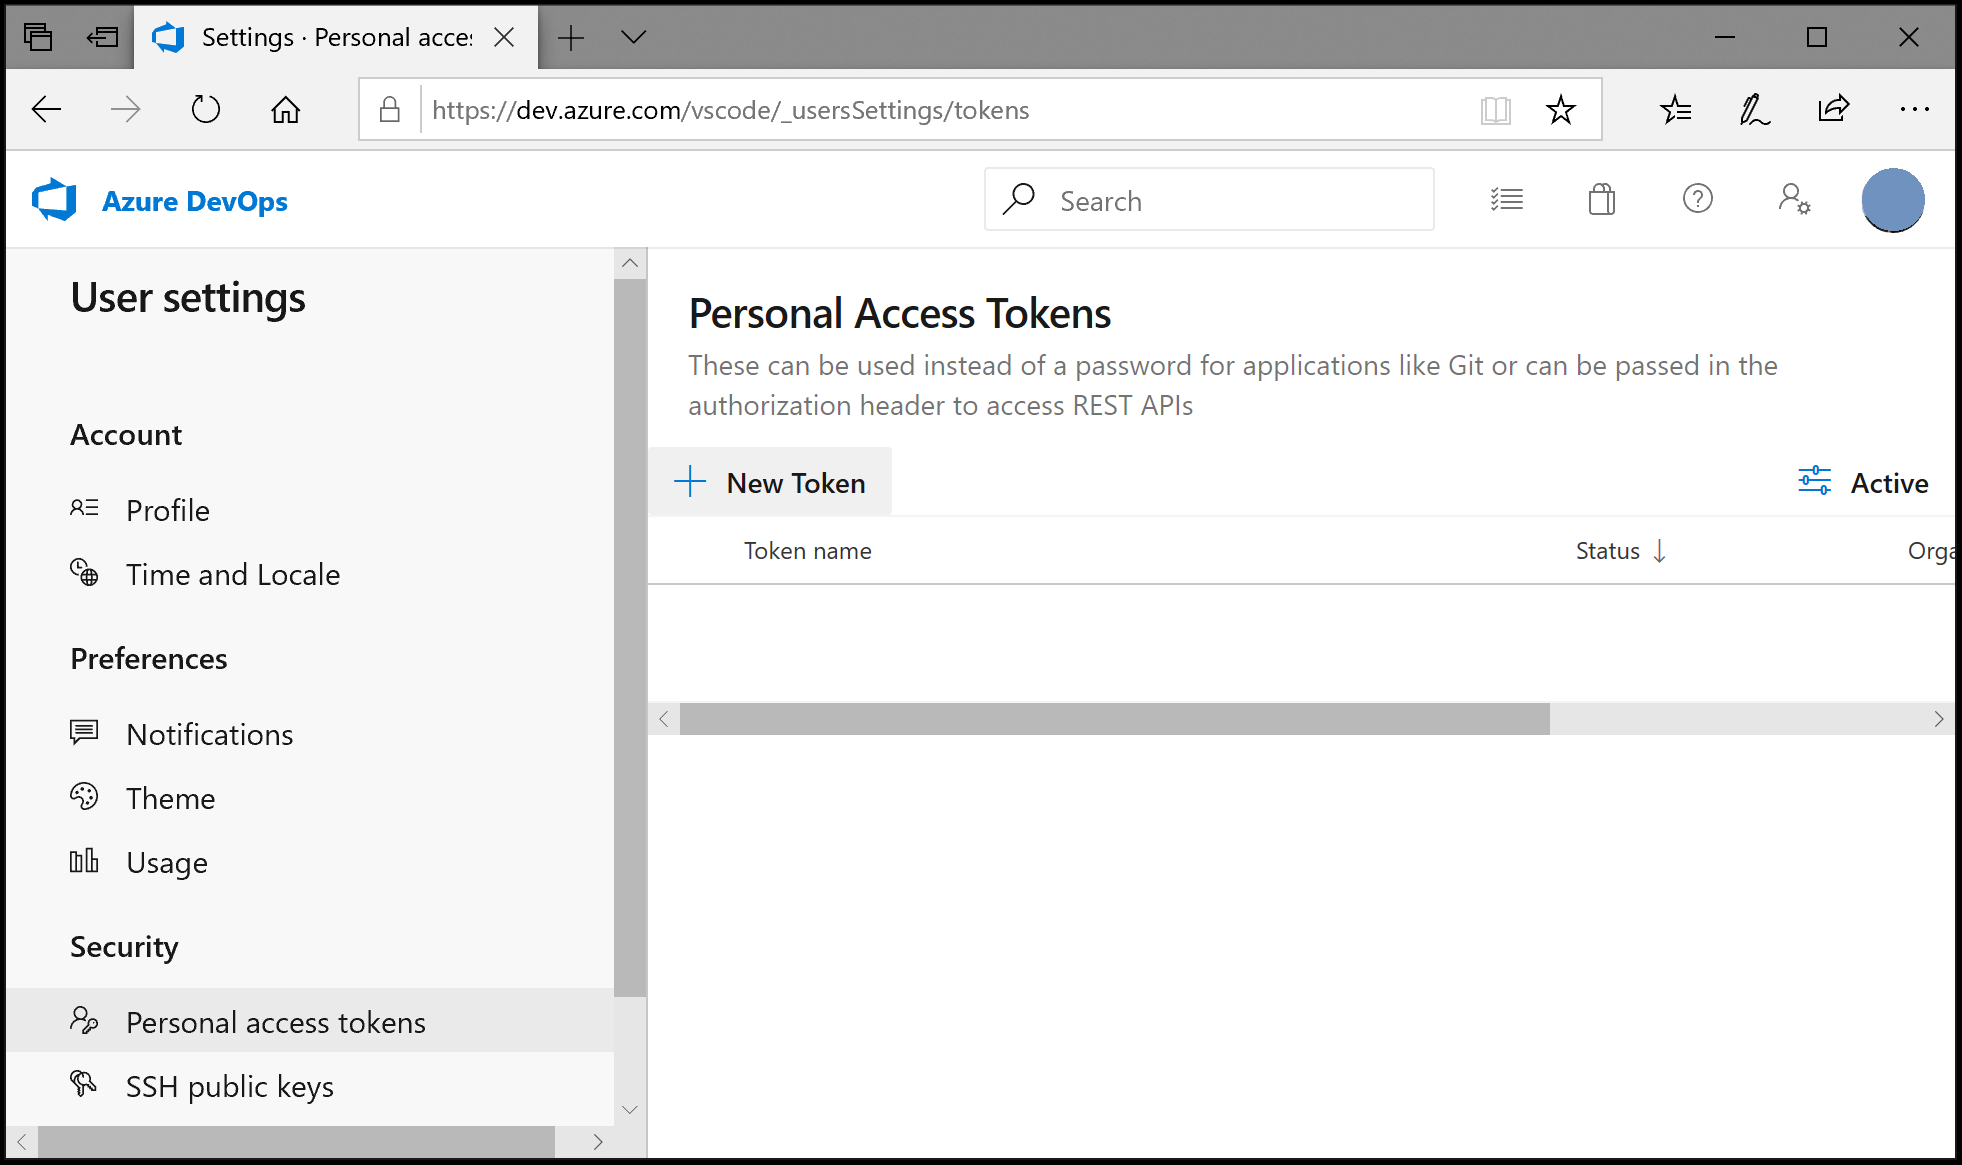 Settings · Personal acce
https://dev.azure.com/vscode/_usersSettings/tokens
Azure DevOps
Search
User settings
Account
Profile
Time and Locale
Preferences
Notifications
Theme
Usage
Security
Personal access tokens
SSH public keys
Personal Access Tokens
These can be used instead of a password for applications like Git or can be passed in the
authorization header to access REST APIs
New Token
Active
Token name
Status
Orga